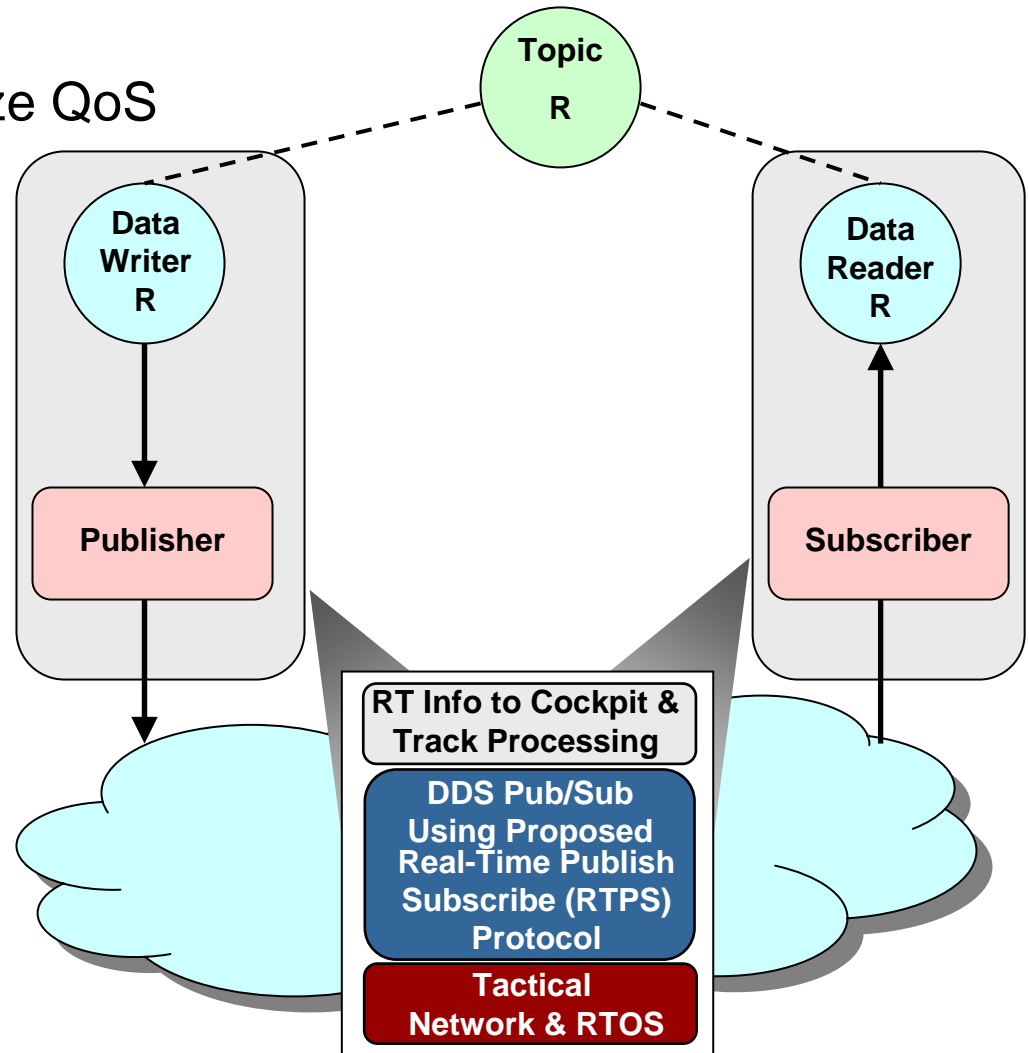 Topic
R
ze QoS
Data
Writer
R
Data
Reader
R
Publisher
Subscriber
RT Info to Cockpit &
Track Processing
DDS Pub/Sub
Using Proposed
Real-Time Publish
Subscribe (RTPS)
Protocol
Tactical
Network & RTOS